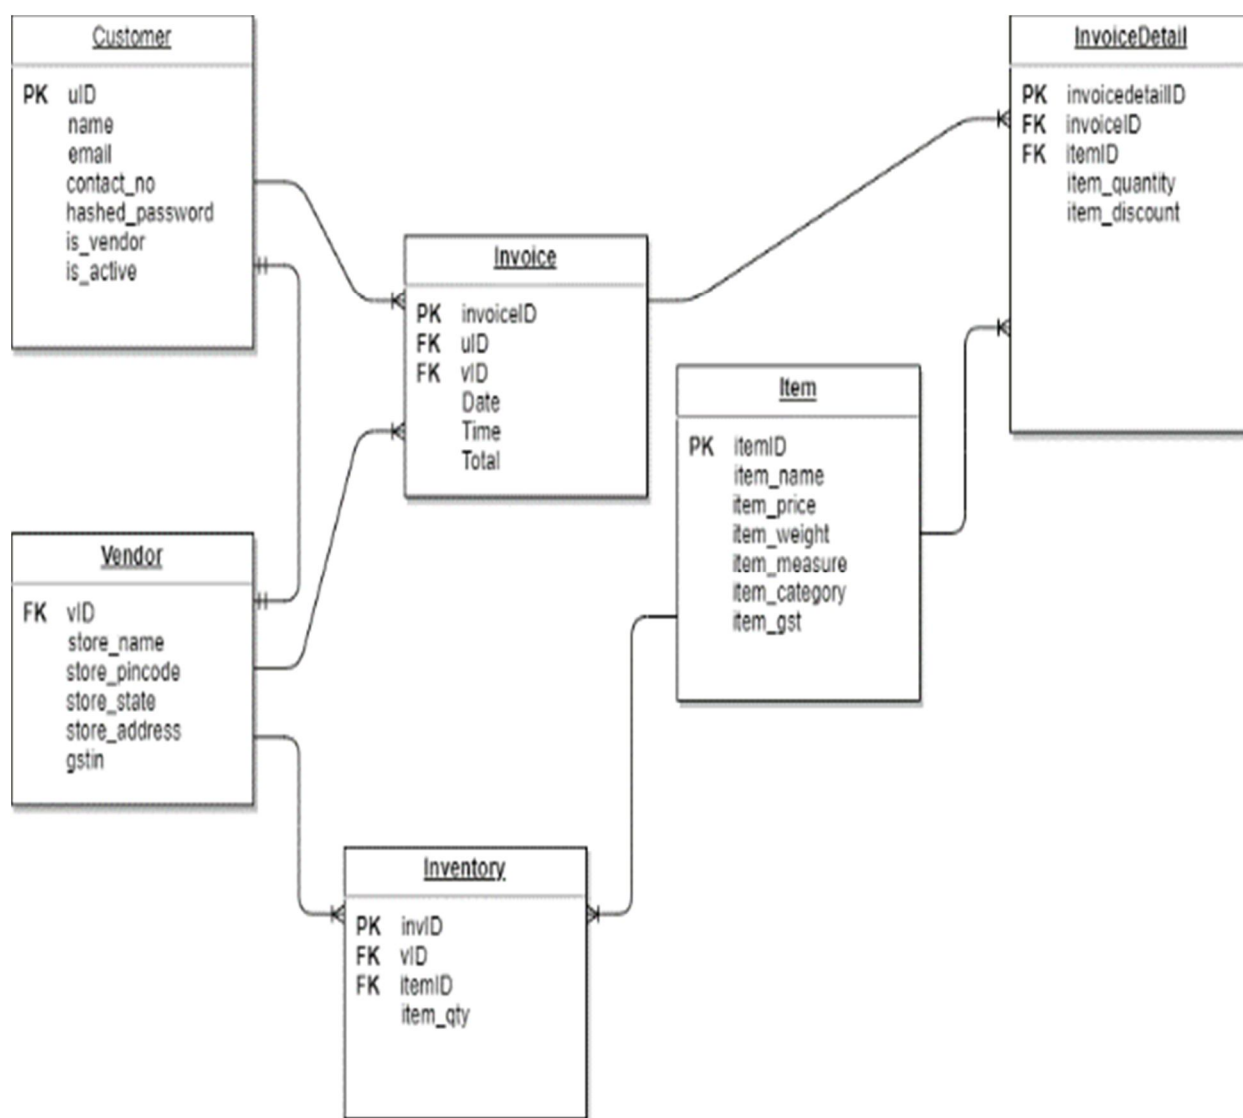 Customer
PK uID
name
email
contact_no
hashed_password
is_vendor
is_active
InvoiceDetail
PK invoicedetailID
FK invoiceID
FK itemID
item_quantity
item_discount
Invoice
PK invoiceID
FK uID
FK vID
Date
Time
Total
Item
PK itemID
item_name
item_price
item_weight
item_measure
item_category
item_gst
Vendor
FK vID
store_name
store_pincode
store_state
store_address
gstin
Inventory
PK invID
FK vID
FK itemID
item_qty